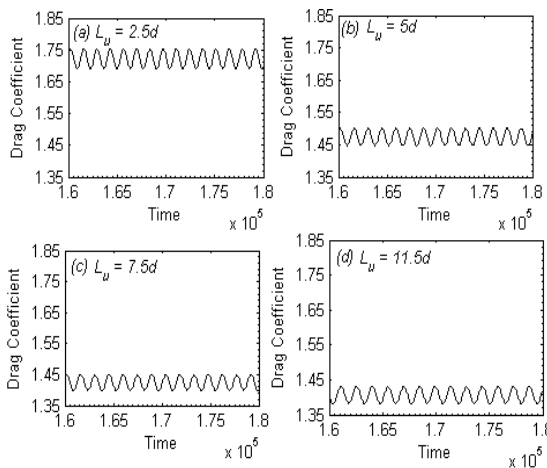 (a) L_u = 2.5d
Drag Coefficient
1.85
1.75
1.65
1.55
1.45
1.35
1.6 1.65 1.7 1.75 1.8
Time
x 10^5
(b) L_u = 5d
Drag Coefficient
1.85
1.75
1.65
1.55
1.45
1.35
1.6 1.65 1.7 1.75 1.8
Time
x 10^5
(c) L_u = 7.5d
Drag Coefficient
1.85
1.75
1.65
1.55
1.45
1.35
1.6 1.65 1.7 1.75 1.8
Time
x 10^5
(d) L_u = 11.5d
Drag Coefficient
1.85
1.75
1.65
1.55
1.45
1.35
1.6 1.65 1.7 1.75 1.8
Time
x 10^5